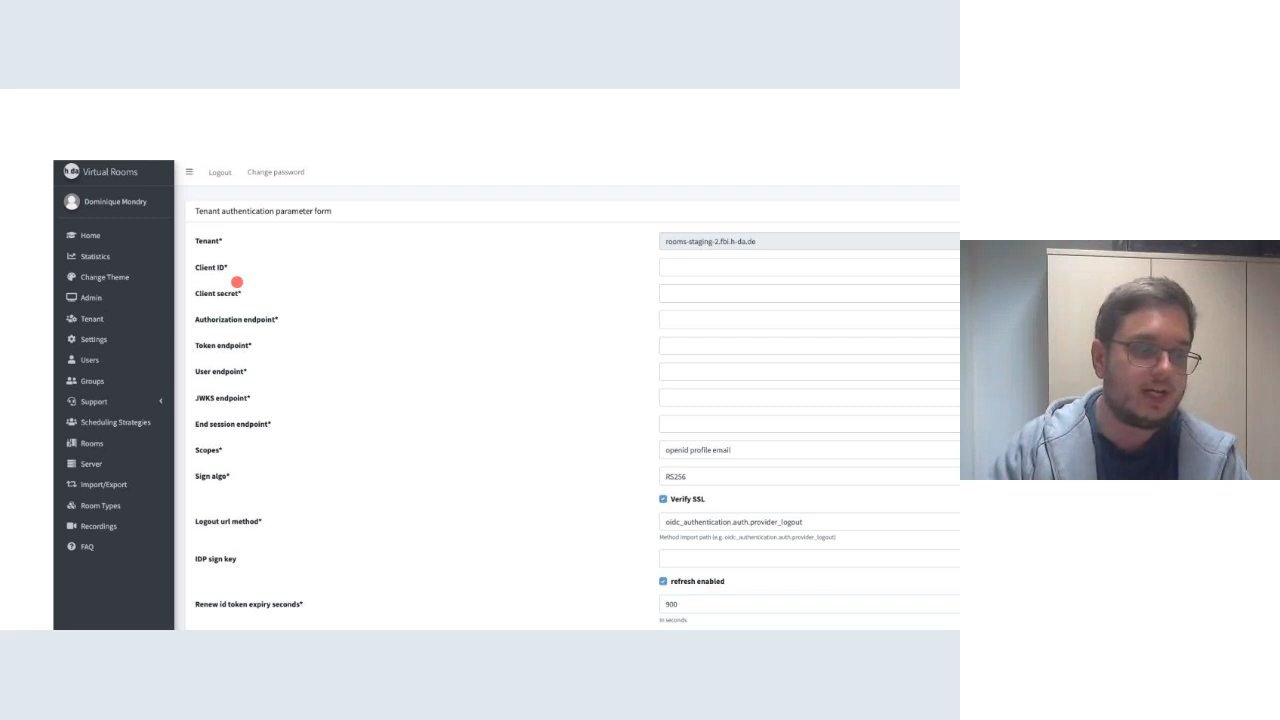 h da Virtual Rooms
Logout Change password
Dominique Mondry
Home
Statistics
Change Theme
Admin
Tenant
Settings
Users
Groups
Support
Scheduling Strategies
Rooms
Server
Import/Export
Room Types
Recordings
FAQ
Tenant authentication parameter form
Tenant* rooms-staging-2.fbi.h-da.de
Client ID*
Client secret*
Authorization endpoint*
Token endpoint*
User endpoint*
JWKS endpoint*
End session endpoint*
Scopes* openid profile email
Sign algo* RS256
Verify SSL
Logout url method* oidc_authentication.auth.provider_logout
Method import path (e.g. oidc_authentication.auth.provider_logout)
IDP sign key
refresh enabled
Renew id token expiry seconds* 900
In seconds